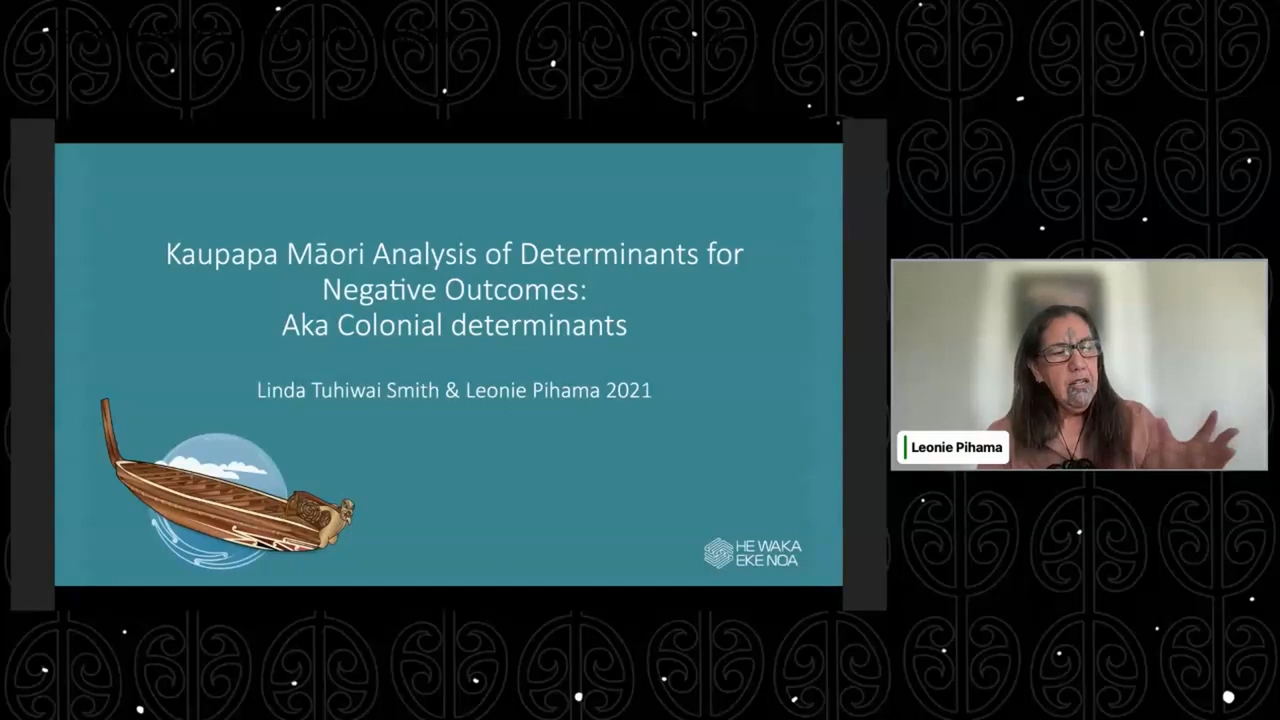 Kaupapa Māori Analysis of Determinants for
Negative Outcomes:
Aka Colonial determinants
Linda Tuhiwai Smith & Leonie Pihama 2021
HE WAKA
EKE NOA
Leonie Pihama